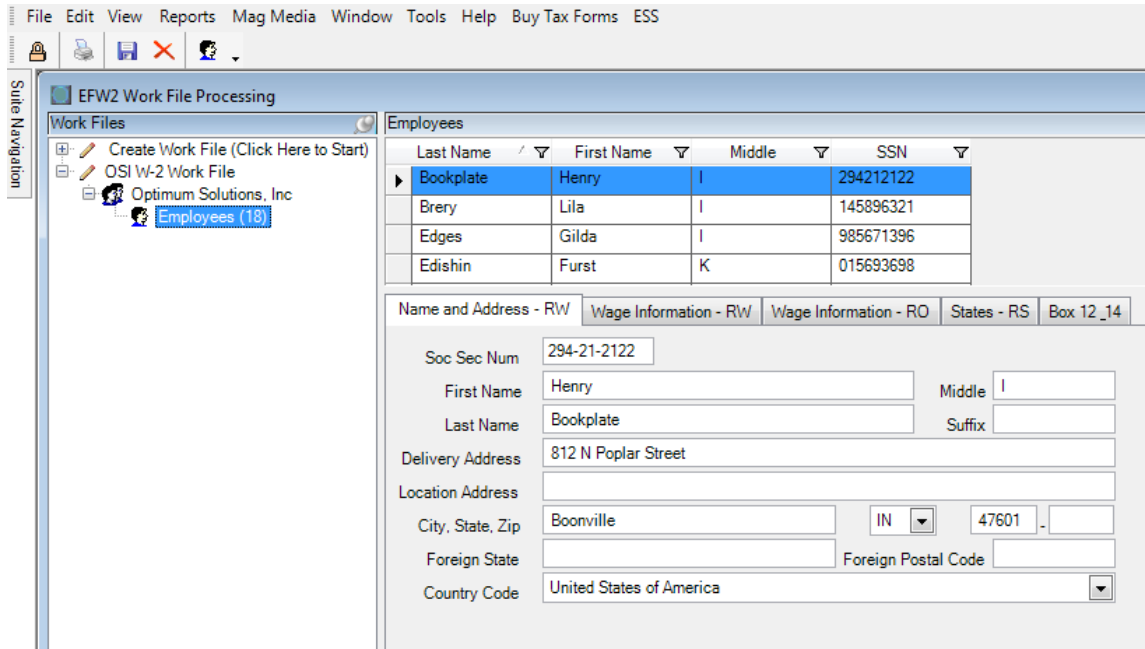 File Edit View Reports Mag Media Window Tools Help Buy Tax Forms ESS
Suite Navigation
EFW2 Work File Processing
Work Files
Create Work File (Click Here to Start)
OSI W-2 Work File
Optimum Solutions, Inc
Employees (18)
Employees
Last Name First Name Middle SSN
Bookplate Henry I 294212122
Brery Lila I 145896321
Edges Gilda I 985671396
Edishin Furst K 015693698
Name and Address - RW Wage Information - RW Wage Information - RO States - RS Box 12_14
Soc Sec Num 294-21-2122
First Name Henry Middle I
Last Name Bookplate Suffix
Delivery Address 812 N Poplar Street
Location Address
City, State, Zip Boonville IN 47601 -
Foreign State Foreign Postal Code
Country Code United States of America